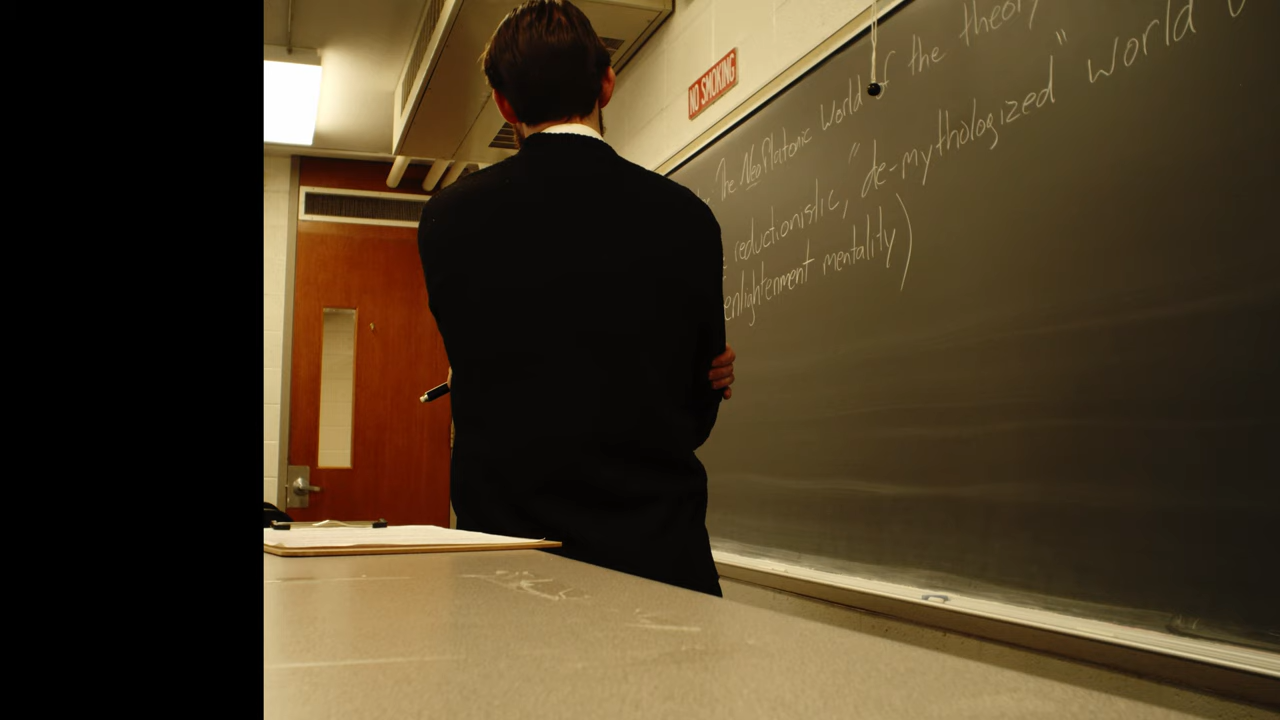 NO SMOKING
The NeoPlatonic World of the theory
reductionistic, "de-mythologized" world
enlightenment mentality)